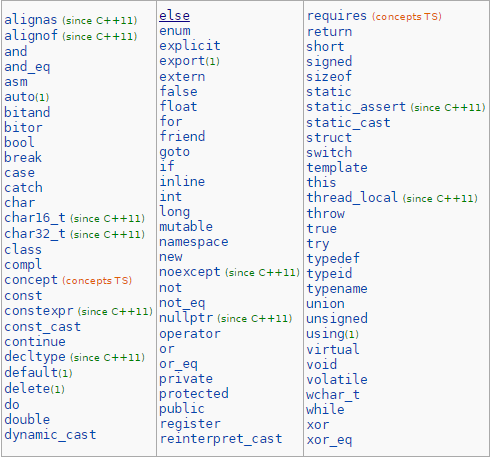 alignas (since C++11)
alignof (since C++11)
and
and_eq
asm
auto(1)
bitand
bitor
bool
break
case
catch
char
char16_t (since C++11)
char32_t (since C++11)
class
compl
concept (concepts TS)
const
constexpr (since C++11)
const_cast
continue
decltype (since C++11)
default(1)
delete(1)
do
double
dynamic_cast
else
enum
explicit
export(1)
extern
false
float
for
friend
goto
if
inline
int
long
mutable
namespace
new
noexcept (since C++11)
not
not_eq
nullptr (since C++11)
operator
or
or_eq
private
protected
public
register
reinterpret_cast
requires (concepts TS)
return
short
signed
sizeof
static
static_assert (since C++11)
static_cast
struct
switch
template
this
thread_local (since C++11)
throw
true
try
typedef
typeid
typename
union
unsigned
using(1)
virtual
void
volatile
wchar_t
while
xor
xor_eq